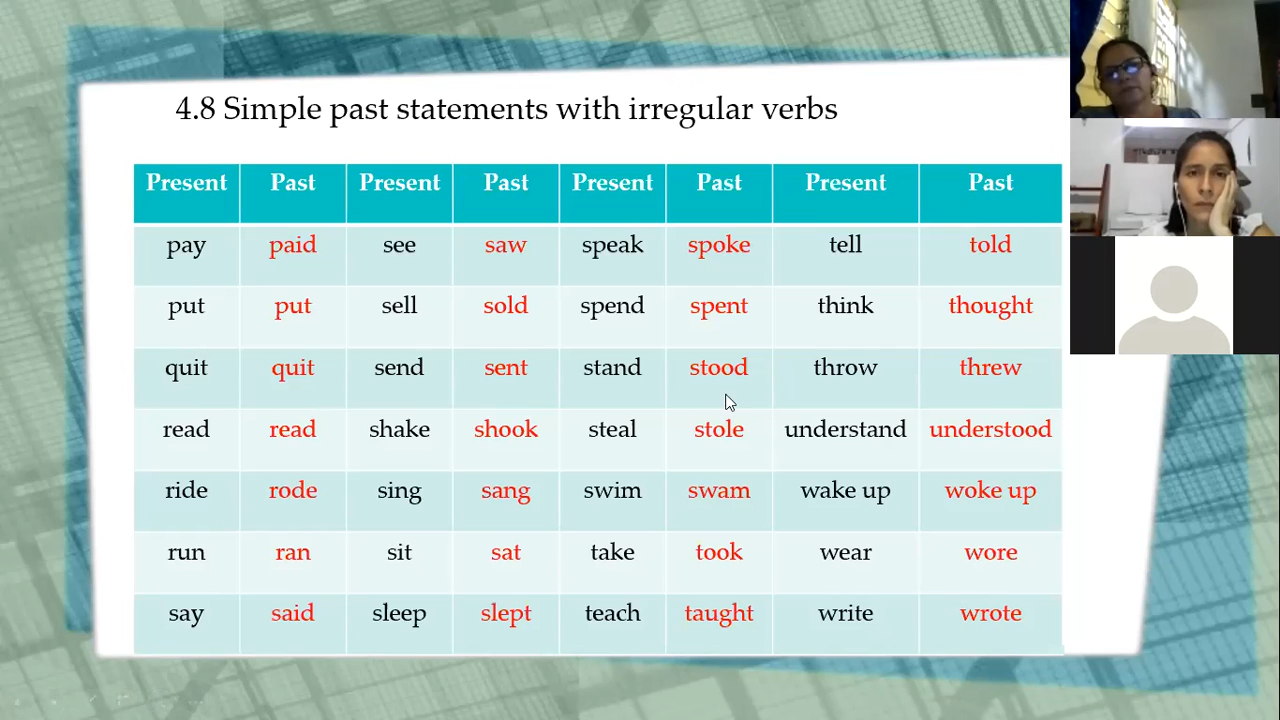 4.8 Simple past statements with irregular verbs
Present Past Present Past Present Past Present Past
pay paid see saw speak spoke tell told
put put sell sold spend spent think thought
quit quit send sent stand stood throw threw
read read shake shook steal stole understand understood
ride rode sing sang swim swam wake up woke up
run ran sit sat take took wear wore
say said sleep slept teach taught write wrote